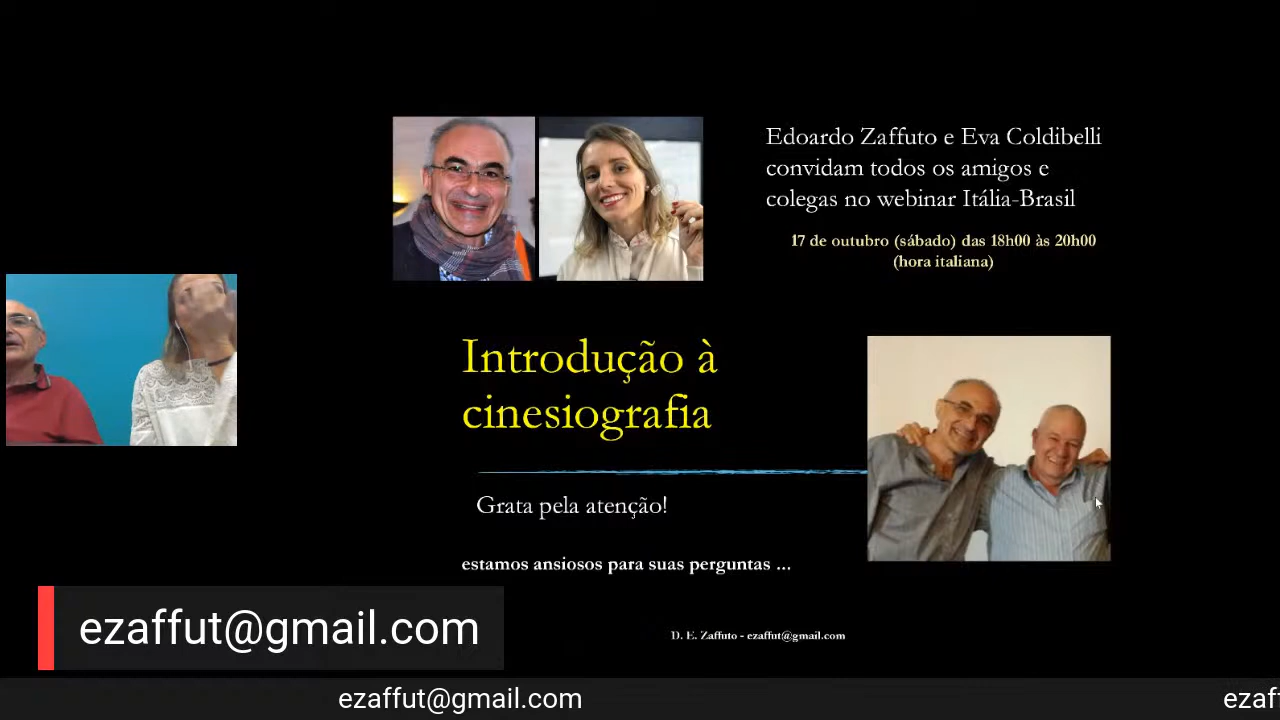 Edoardo Zaffuto e Eva Coldibelli
convidam todos os amigos e
colegas no webinar Itália-Brasil
17 de outubro (sábado) das 18h00 às 20h00
(hora italiana)
Introdução à
cinesiografia
Grata pela atenção!
estamos ansiosos para suas perguntas ...
ezaffut@gmail.com
D. E. Zaffuto - ezaffut@gmail.com
ezaffut@gmail.com
ezaf